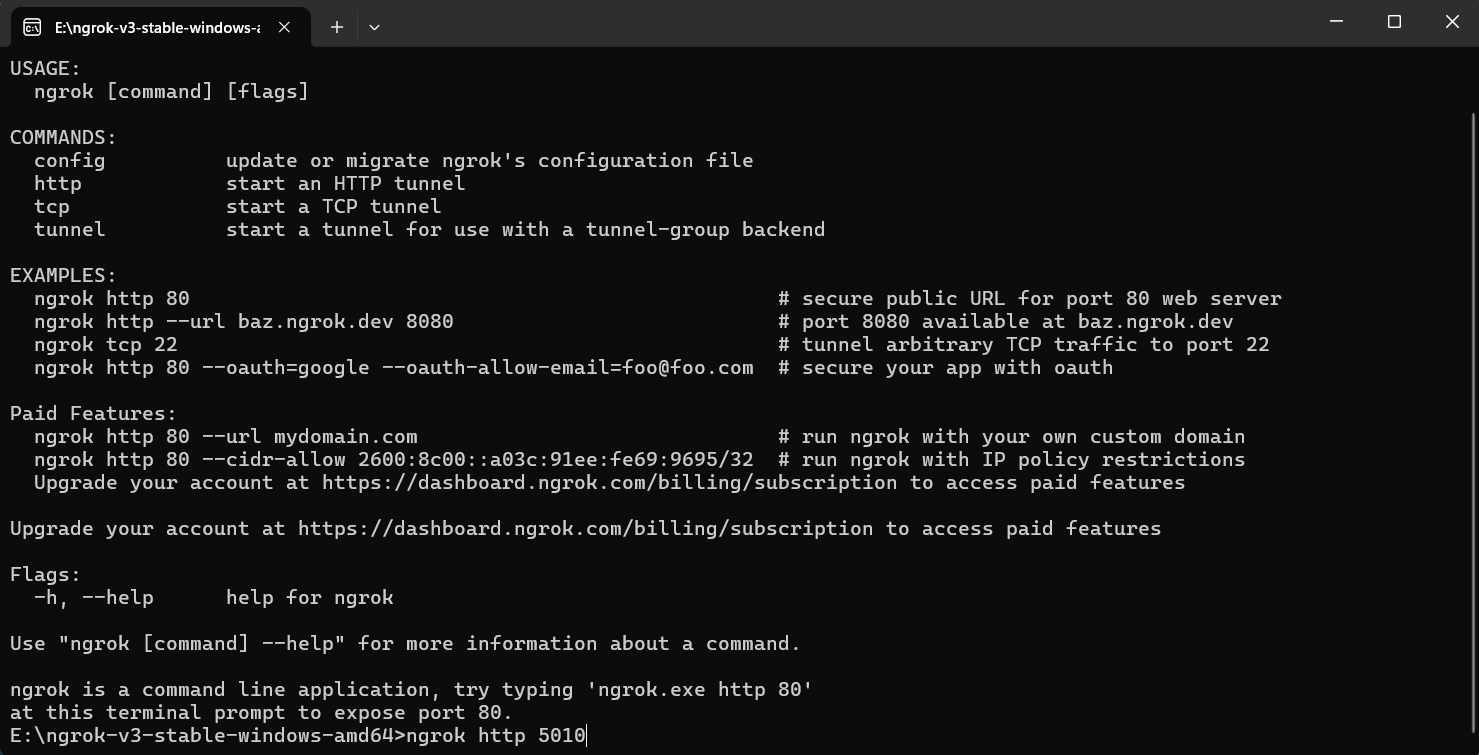 E:\ngrok-v3-stable-windows-a
USAGE:
ngrok [command] [flags]
COMMANDS:
config update or migrate ngrok's configuration file
http start an HTTP tunnel
tcp start a TCP tunnel
tunnel start a tunnel for use with a tunnel-group backend
EXAMPLES:
ngrok http 80 # secure public URL for port 80 web server
ngrok http --url baz.ngrok.dev 8080 # port 8080 available at baz.ngrok.dev
ngrok tcp 22 # tunnel arbitrary TCP traffic to port 22
ngrok http 80 --oauth=google --oauth-allow-email=foo@foo.com # secure your app with oauth
Paid Features:
ngrok http 80 --url mydomain.com # run ngrok with your own custom domain
ngrok http 80 --cidr-allow 2600:8c00::a03c:91ee:fe69:9695/32 # run ngrok with IP policy restrictions
Upgrade your account at https://dashboard.ngrok.com/billing/subscription to access paid features
Upgrade your account at https://dashboard.ngrok.com/billing/subscription to access paid features
Flags:
-h, --help help for ngrok
Use "ngrok [command] --help" for more information about a command.
ngrok is a command line application, try typing 'ngrok.exe http 80'
at this terminal prompt to expose port 80.
E:\ngrok-v3-stable-windows-amd64>ngrok http 5010